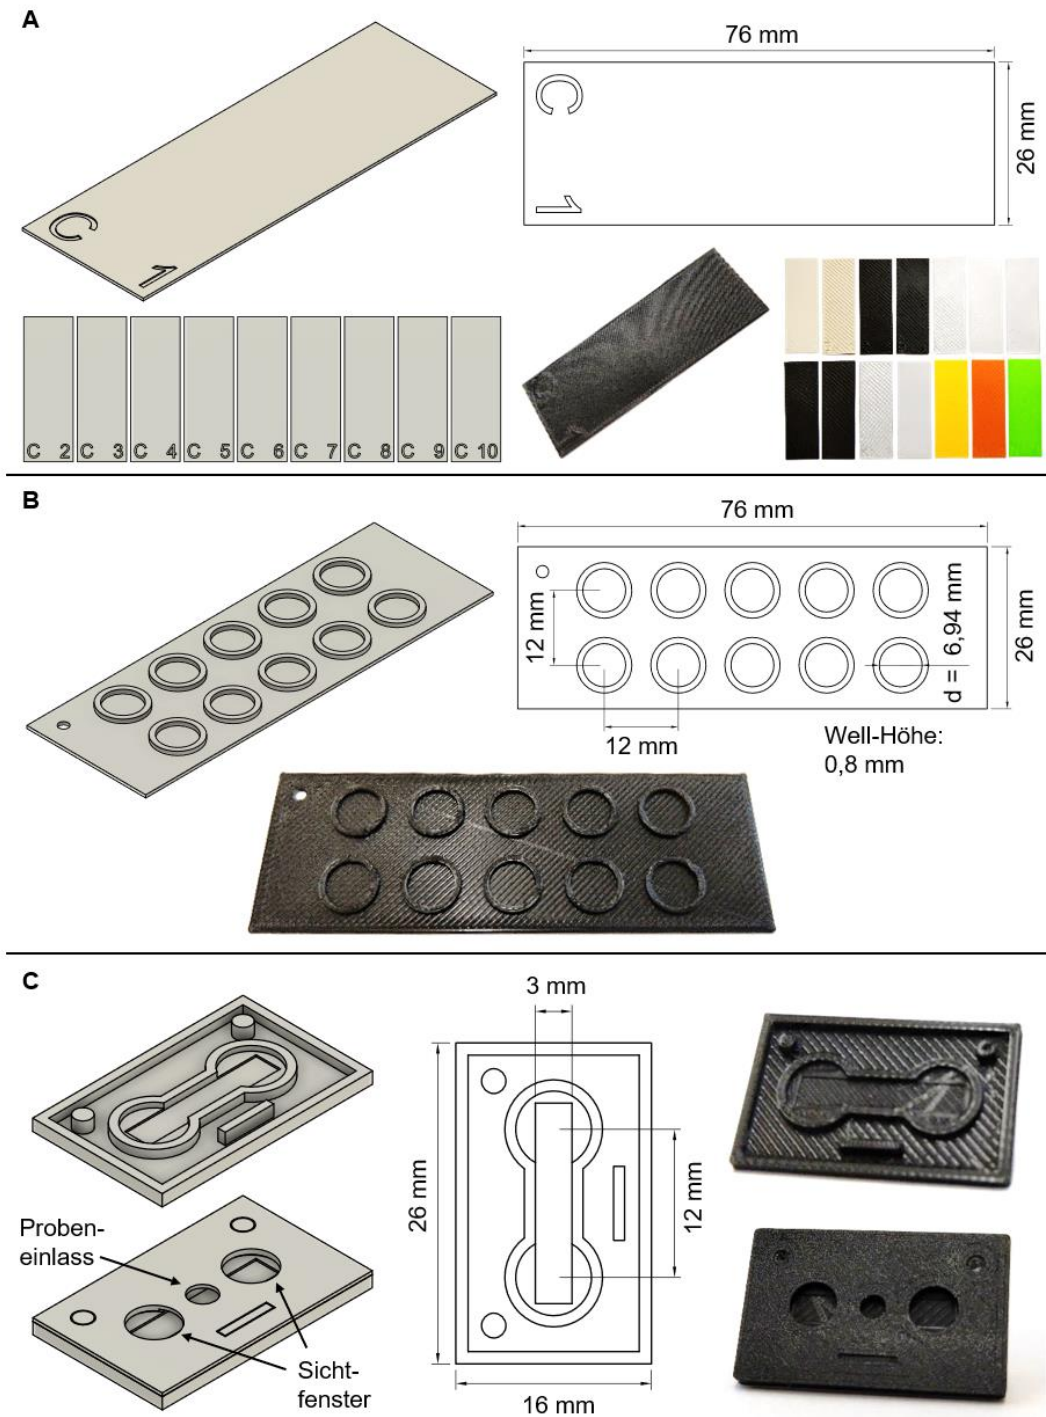 A
76 mm
26 mm
C
1
C
1
C 2
C 3
C 4
C 5
C 6
C 7
C 8
C 9
C 10
B
76 mm
26 mm
12 mm
d = 6,94 mm
12 mm
Well-Höhe:
0,8 mm
C
3 mm
26 mm
12 mm
16 mm
Proben-
einlass
Sicht-
fenster